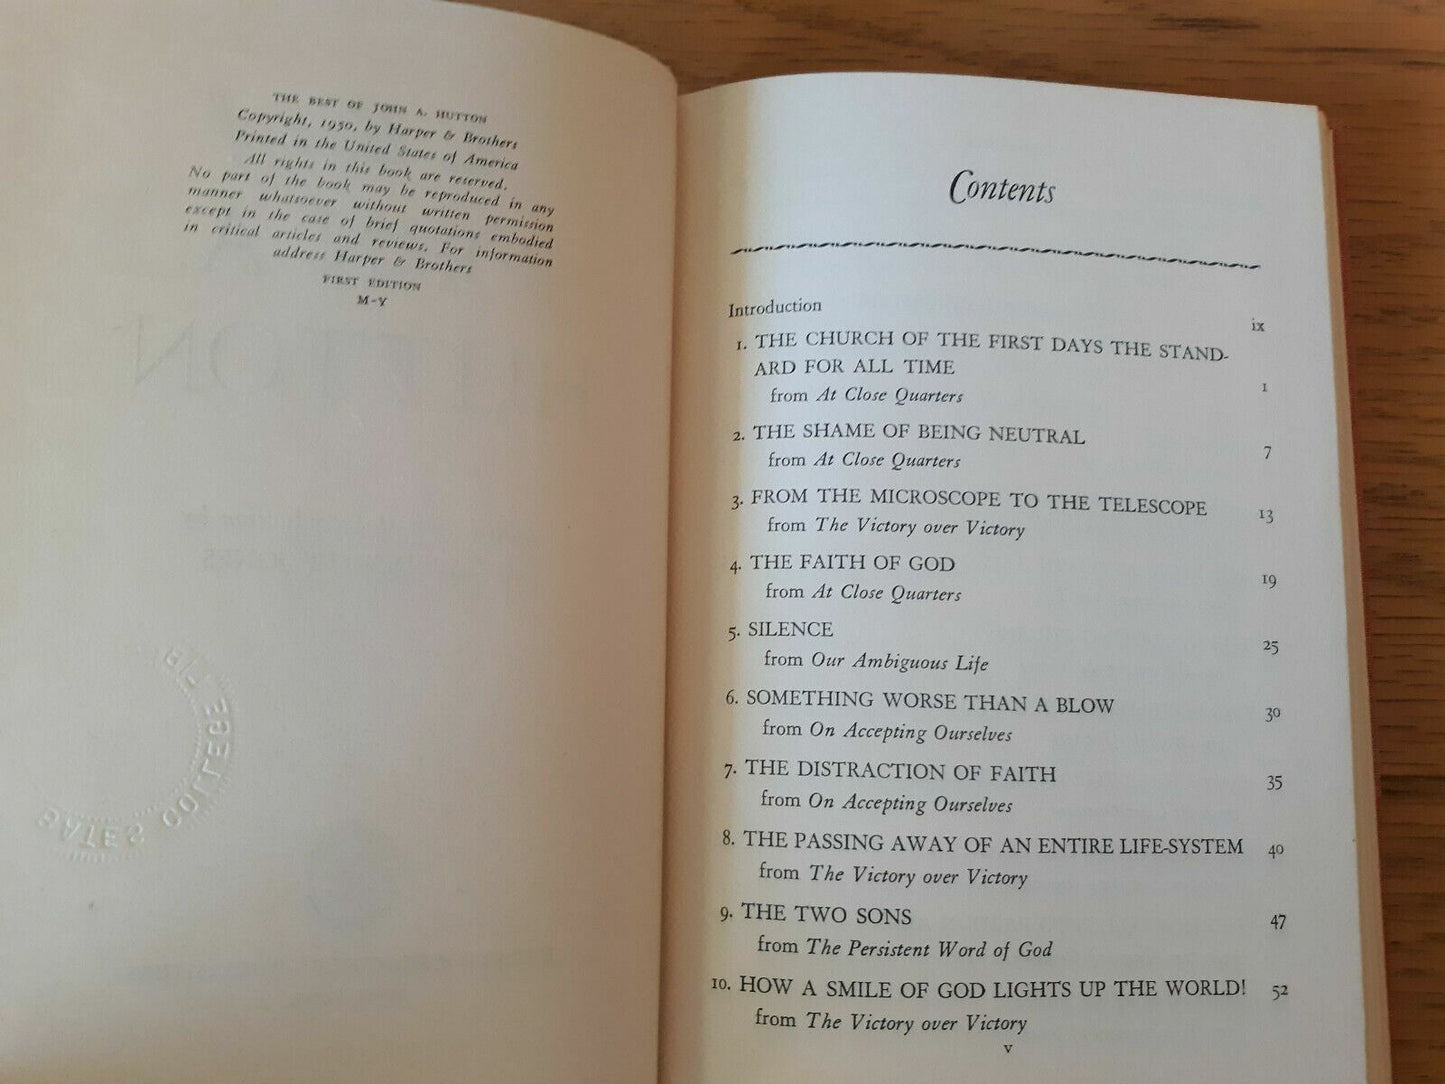 THE BEST OF JOHN A. HUTTON
Copyright, 1950, by Harper & Brothers
Printed in the United States of America
All rights in this book are reserved.
No part of the book may be reproduced in any
manner whatsoever without written permission
except in the case of brief quotations embodied
in critical articles and reviews. For information
address Harper & Brothers
FIRST EDITION
M-Y
BATES COLLEGE
Contents
Introduction ix
1. THE CHURCH OF THE FIRST DAYS THE STAND-
ARD FOR ALL TIME 1
from At Close Quarters
2. THE SHAME OF BEING NEUTRAL 7
from At Close Quarters
3. FROM THE MICROSCOPE TO THE TELESCOPE 13
from The Victory over Victory
4. THE FAITH OF GOD 19
from At Close Quarters
5. SILENCE 25
from Our Ambiguous Life
6. SOMETHING WORSE THAN A BLOW 30
from On Accepting Ourselves
7. THE DISTRACTION OF FAITH 35
from On Accepting Ourselves
8. THE PASSING AWAY OF AN ENTIRE LIFE-SYSTEM 40
from The Victory over Victory
9. THE TWO SONS 47
from The Persistent Word of God
10. HOW A SMILE OF GOD LIGHTS UP THE WORLD! 52
from The Victory over Victory
v